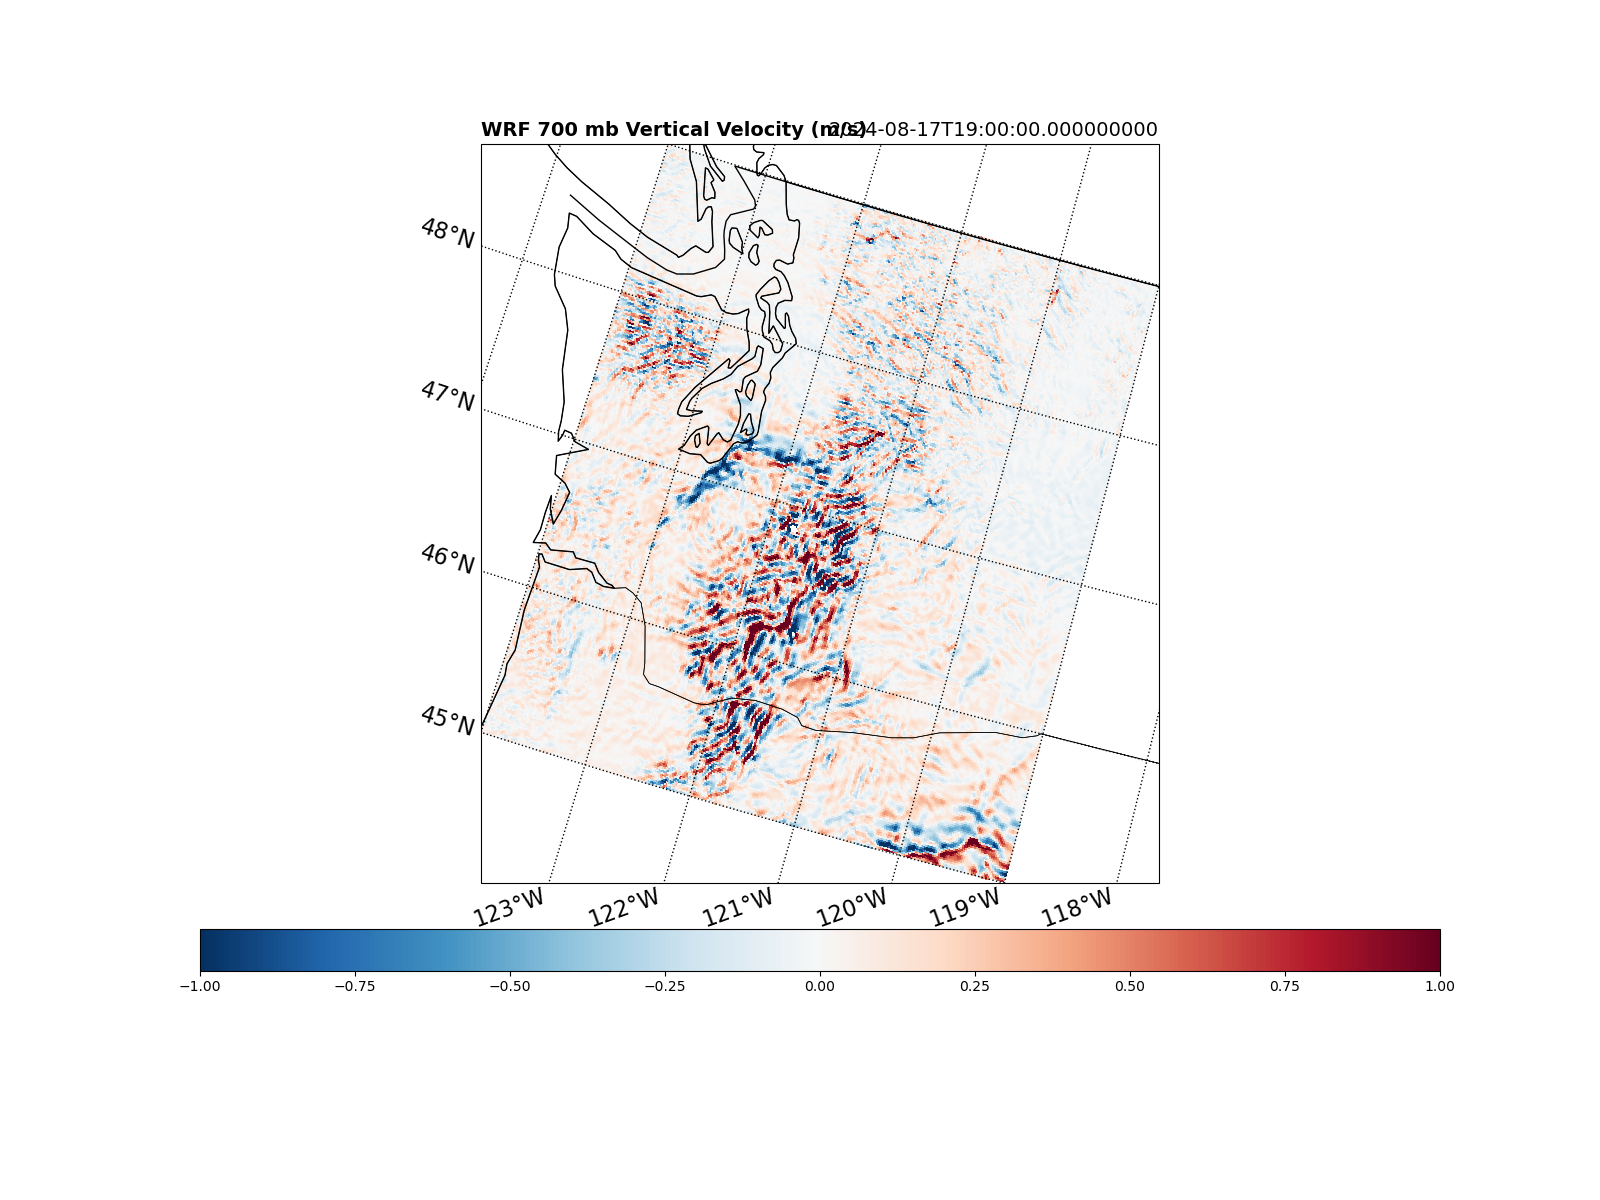 WRF 700 mb Vertical Velocity (m/s) 2024-08-17T19:00:00.000000000
48°N
47°N
46°N
45°N
123°W 122°W 121°W 120°W 119°W 118°W
−1.00 −0.75 −0.50 −0.25 0.00 0.25 0.50 0.75 1.00